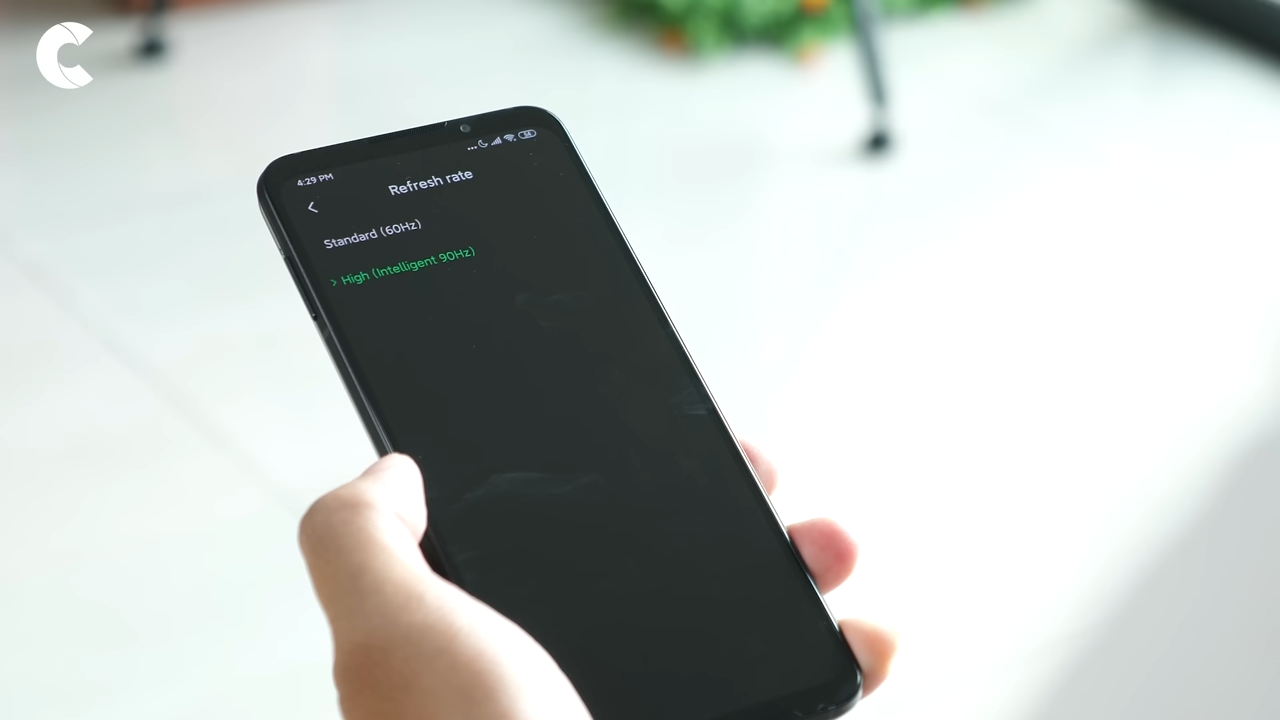 4:29 PM
Refresh rate
Standard (60Hz)
> High (Intelligent 90Hz)